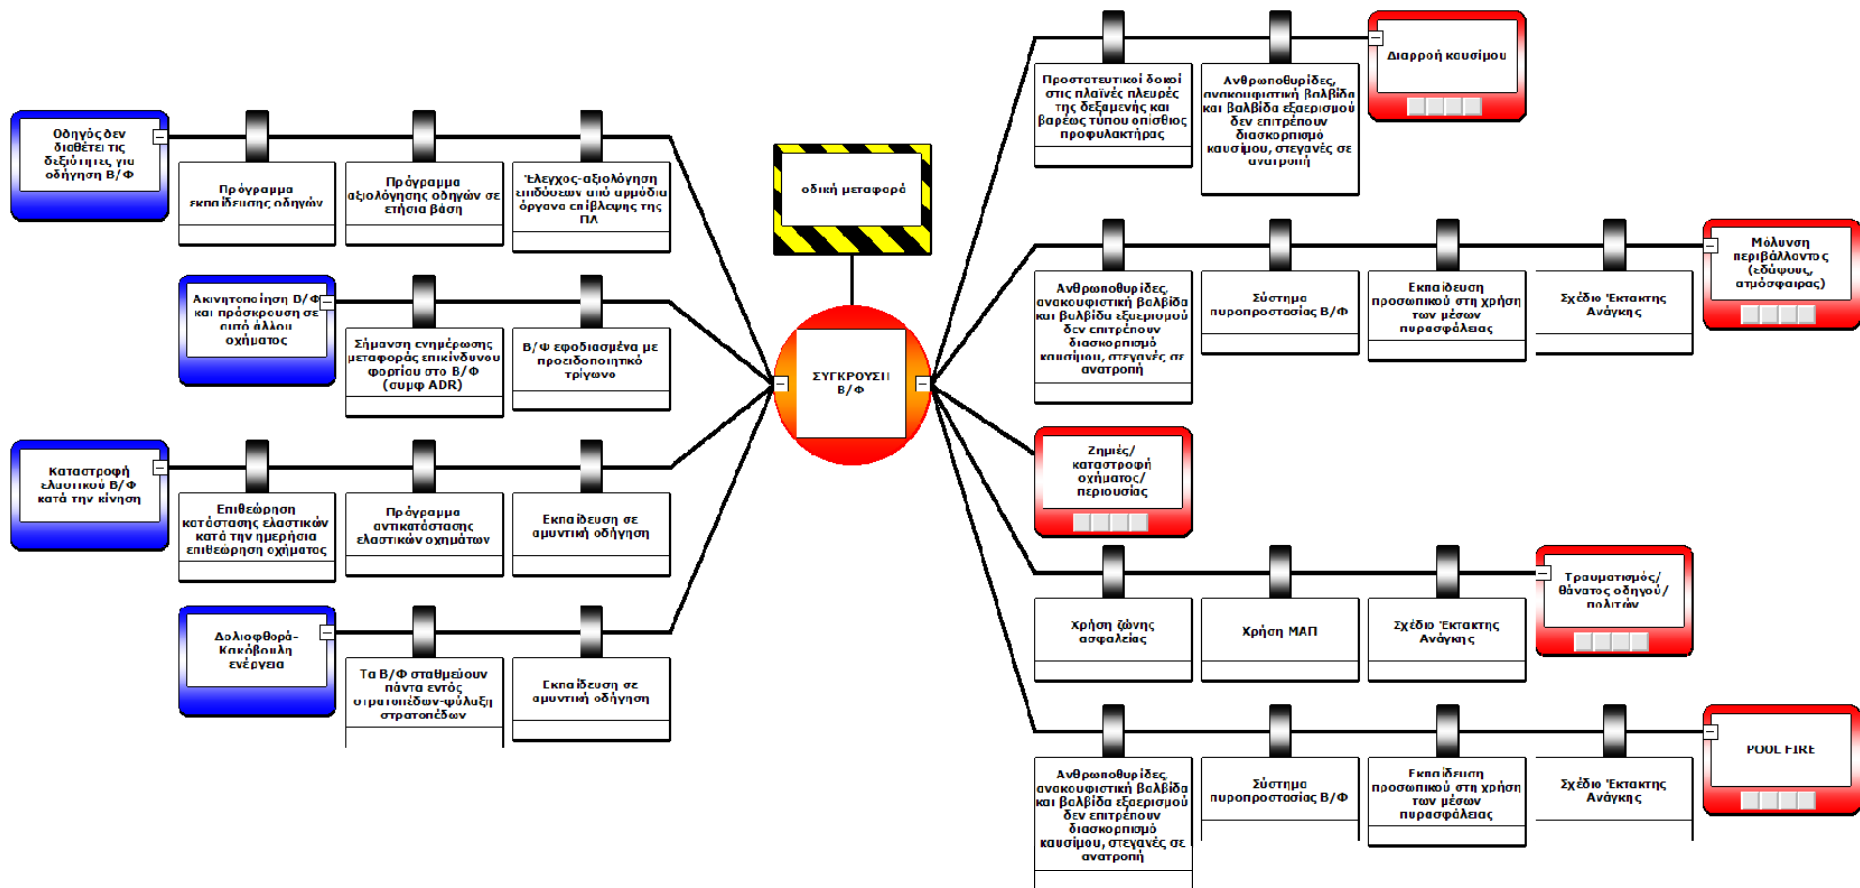 Οδηγός δεν
διαθέτει τις
δεξιότητες για
οδήγηση Β/Φ
Πρόγραμμα
εκπαίδευσης οδηγών
Πρόγραμμα
αξιολόγησης οδηγών σε
ετήσια βάση
Έλεγχος-αξιολόγηση
επιδόσεων από αρμόδια
όργανα επίβλεψης της
ΠΑ
Ακινητοποίηση Β/Φ
και πρόσκρουση σε
αυτό άλλου
οχήματος
Σήμανση ενημέρωσης
μεταφοράς επικίνδυνου
φορτίου στο Β/Φ
(συμφ ADR)
Β/Φ εφοδιασμένα με
προειδοποιητικό
τρίγωνο
Καταστροφή
ελαστικού Β/Φ
κατά την κίνηση
Επιθεώρηση
κατάστασης ελαστικών
κατά την ημερήσια
επιθεώρηση οχήματος
Πρόγραμμα
αντικατάστασης
ελαστικών οχημάτων
Εκπαίδευση σε
αμυντική οδήγηση
Δολιοφθορά-
Κακόβουλη
ενέργεια
Τα Β/Φ σταθμεύουν
πάντα εντός
στρατοπέδων-φύλαξη
στρατοπέδων
Εκπαίδευση σε
αμυντική οδήγηση
οδική μεταφορά
ΣΥΓΚΡΟΥΣΗ
Β/Φ
Προστατευτικοί δοκοί
στις πλαϊνές πλευρές
της δεξαμενής και
βαρέως τύπου οπίσθιος
προφυλακτήρας
Ανθρωποθυρίδες,
ανακουφιστική βαλβίδα
και βαλβίδα εξαερισμού
δεν επιτρέπουν
διασκορπισμό
καυσίμου, στεγανές σε
ανατροπή
Διαρροή καυσίμου
Ανθρωποθυρίδες,
ανακουφιστική βαλβίδα
και βαλβίδα εξαερισμού
δεν επιτρέπουν
διασκορπισμό
καυσίμου, στεγανές σε
ανατροπή
Σύστημα
πυροπροστασίας Β/Φ
Εκπαίδευση
προσωπικού στη χρήση
των μέσων
πυρασφάλειας
Σχέδιο Έκτακτης
Ανάγκης
Μόλυνση
περιβάλλοντος
(εδάφους,
ατμόσφαιρας)
Ζημιές/
καταστροφή
οχήματος/
περιουσίας
Χρήση ζώνης
ασφαλείας
Χρήση ΜΑΠ
Σχέδιο Έκτακτης
Ανάγκης
Τραυματισμός/
θάνατος οδηγού/
πολιτών
Ανθρωποθυρίδες,
ανακουφιστική βαλβίδα
και βαλβίδα εξαερισμού
δεν επιτρέπουν
διασκορπισμό
καυσίμου, στεγανές σε
ανατροπή
Σύστημα
πυροπροστασίας Β/Φ
Εκπαίδευση
προσωπικού στη χρήση
των μέσων
πυρασφάλειας
Σχέδιο Έκτακτης
Ανάγκης
POOL FIRE